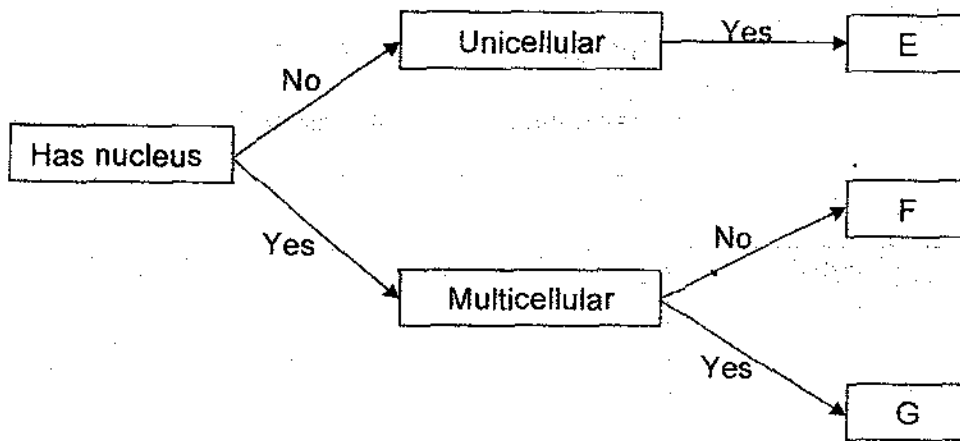 Unicellular
Yes
E
No
Has nucleus
F
Yes
No
Multicellular
Yes
G